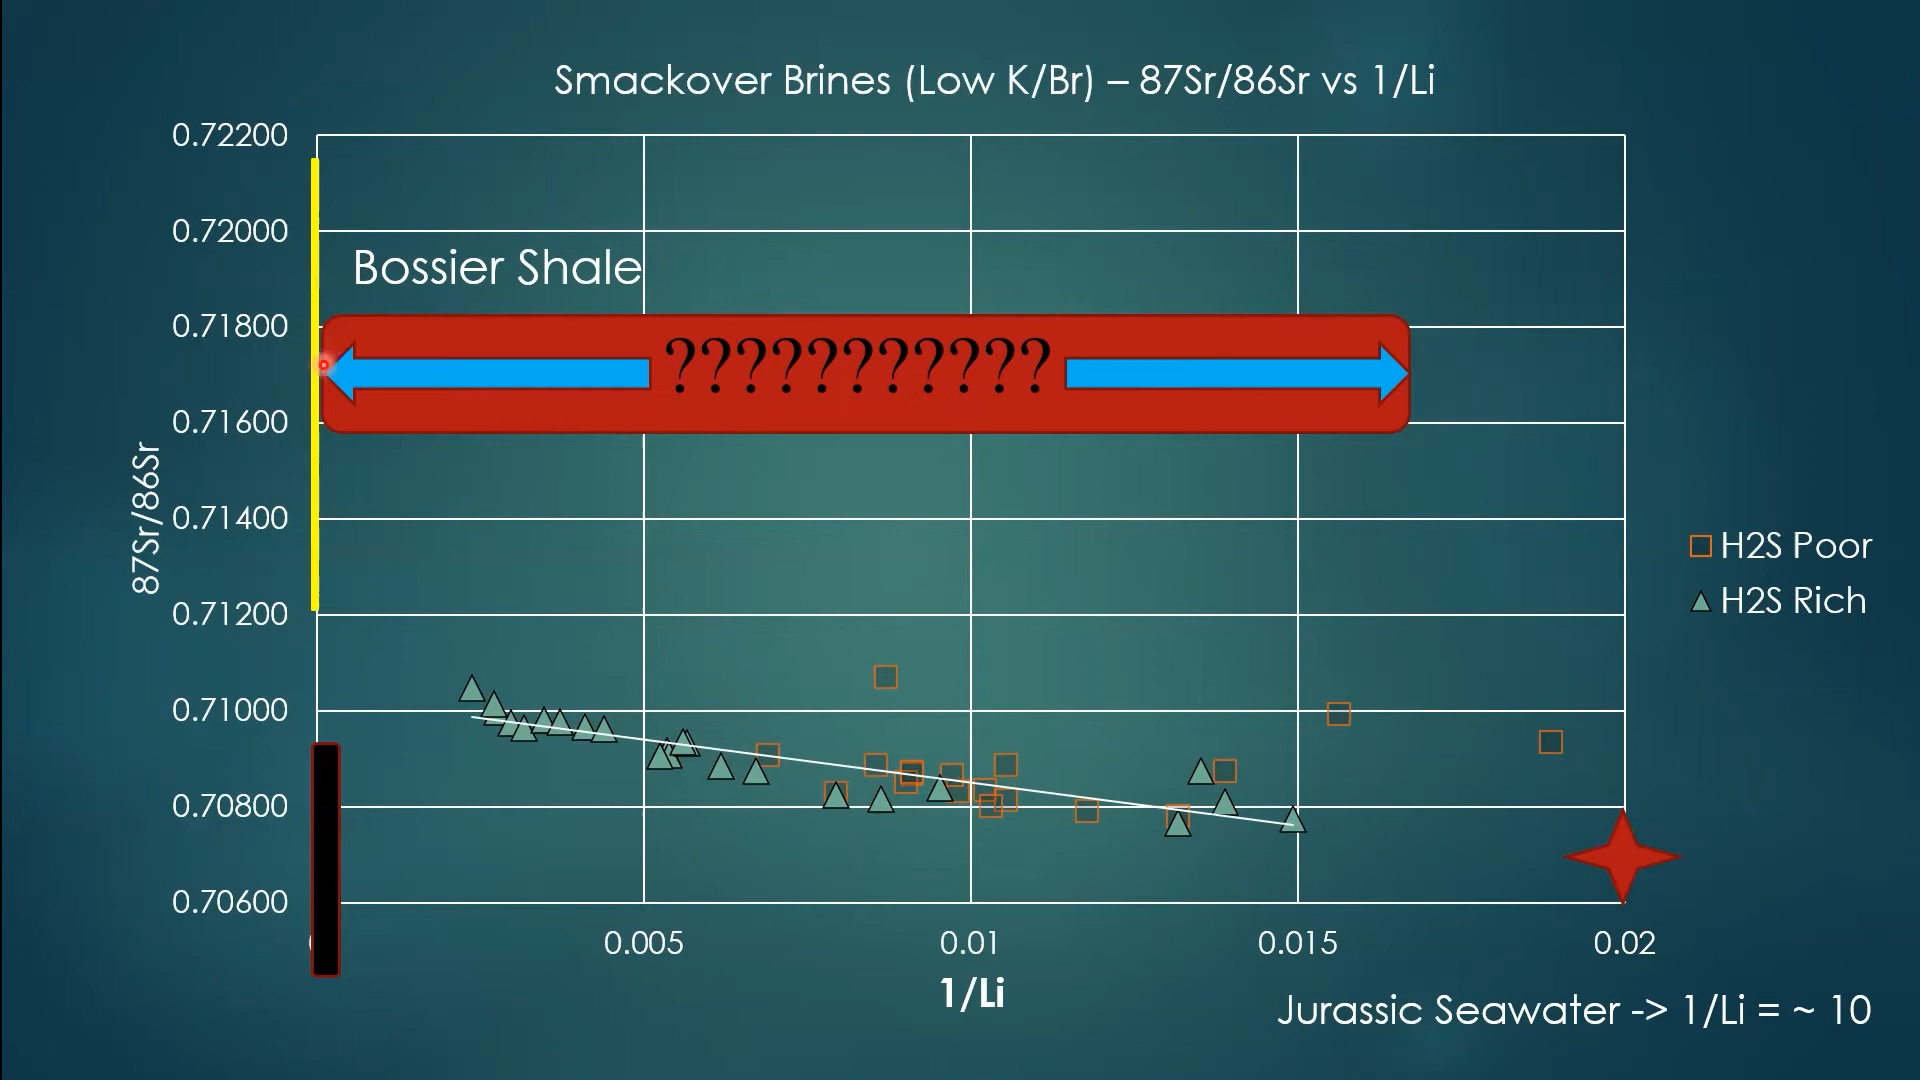 Smackover Brines (Low K/Br) – 87Sr/86Sr vs 1/Li
0.72200
0.72000
Bossier Shale
0.71800
???????????
0.71600
87Sr/86Sr
0.71400
H2S Poor
H2S Rich
0.71200
0.71000
0.70800
0.70600
0.005
0.01
0.015
0.02
1/Li
Jurassic Seawater -> 1/Li = ~ 10